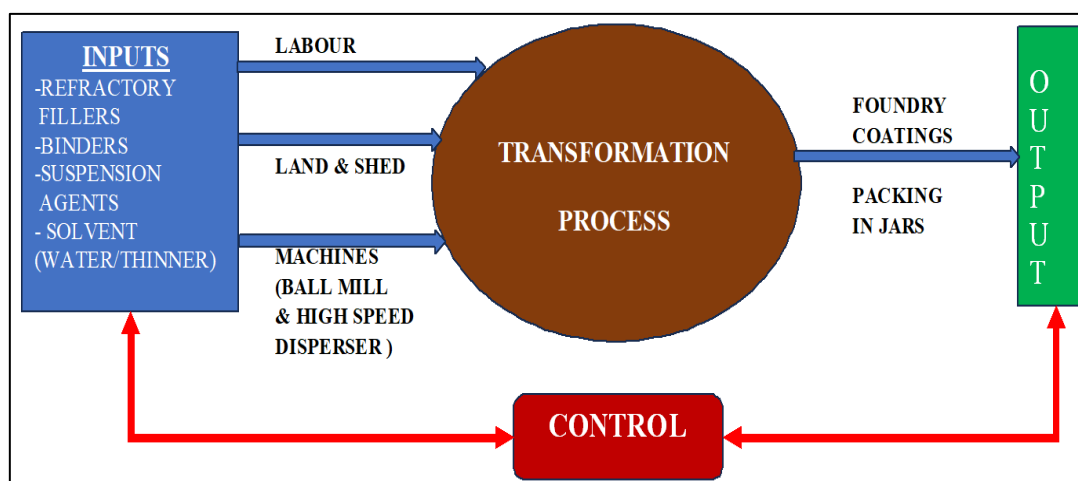 INPUTS
-REFRACTORY
FILLERS
-BINDERS
-SUSPENSION
AGENTS
- SOLVENT
(WATER/THINNER)
LABOUR
LAND & SHED
MACHINES
(BALL MILL
& HIGH SPEED
DISPERSER )
TRANSFORMATION
PROCESS
FOUNDRY
COATINGS
PACKING
IN JARS
O
U
T
P
U
T
CONTROL